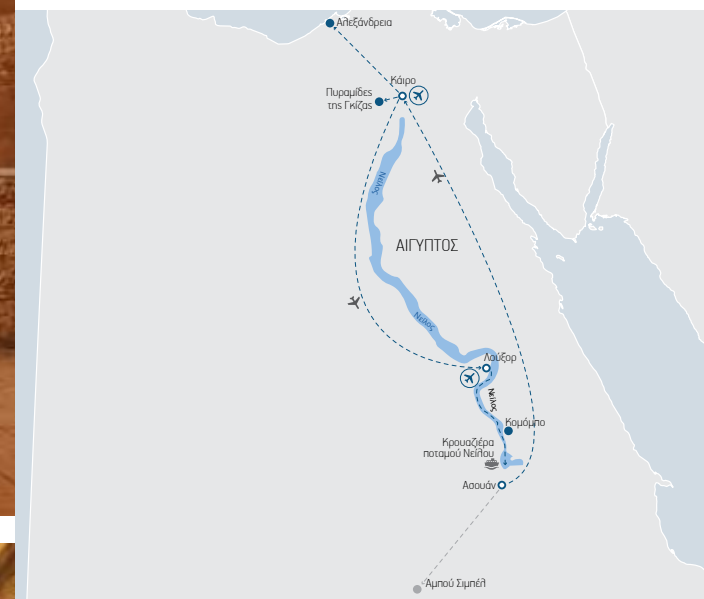 Αλεξάνδρεια
Κάιρο
Πυραμίδες
της Γκίζας
Νείλος
ΑΙΓΥΠΤΟΣ
Νείλος
Λούξορ
Νείλος
Κομόμπο
Κρουαζιέρα
ποταμού Νείλου
Ασουάν
Αμπού Σιμπέλ